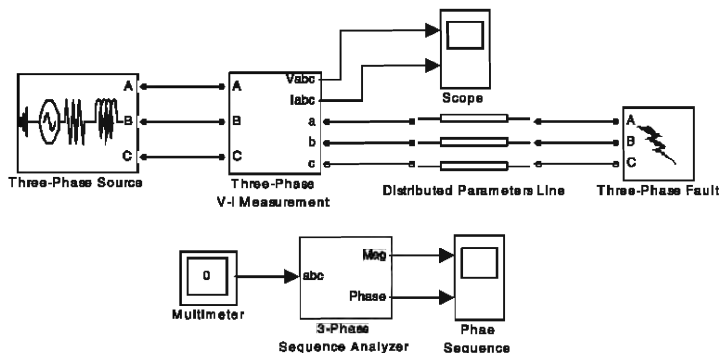 Vabc
Iabc
Scope
A
A
B
B
C
C
a
b
c
A
B
C
Three-Phase Source
Three-Phase
V-I Measurement
Distributed Parameters Line
Three-Phase Fault
0
abc
Mag
Phase
Multimeter
3-Phase
Sequence Analyzer
Phae
Sequence